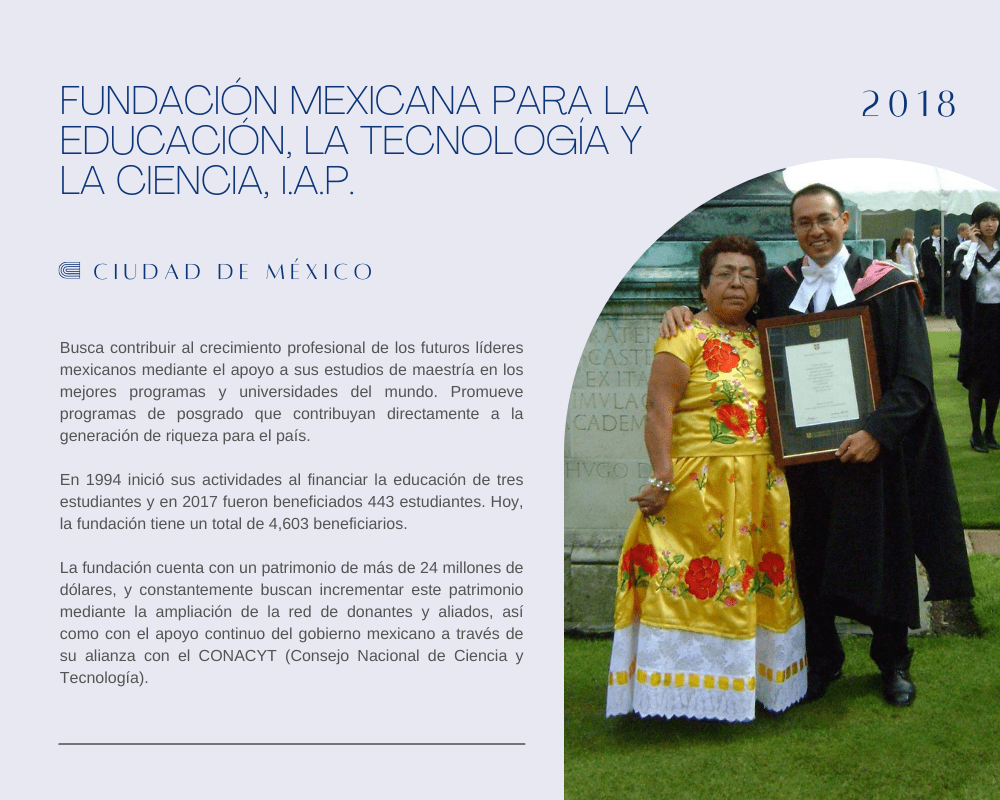 FUNDACIÓN MEXICANA PARA LA
EDUCACIÓN, LA TECNOLOGÍA Y
LA CIENCIA, I.A.P.
2018
CIUDAD DE MÉXICO
Busca contribuir al crecimiento profesional de los futuros líderes
mexicanos mediante el apoyo a sus estudios de maestría en los
mejores programas y universidades del mundo. Promueve
programas de posgrado que contribuyan directamente a la
generación de riqueza para el país.
En 1994 inició sus actividades al financiar la educación de tres
estudiantes y en 2017 fueron beneficiados 443 estudiantes. Hoy,
la fundación tiene un total de 4,603 beneficiarios.
La fundación cuenta con un patrimonio de más de 24 millones de
dólares, y constantemente buscan incrementar este patrimonio
mediante la ampliación de la red de donantes y aliados, así
como con el apoyo continuo del gobierno mexicano a través de
su alianza con el CONACYT (Consejo Nacional de Ciencia y
Tecnología).
EX ITA
HVGO D